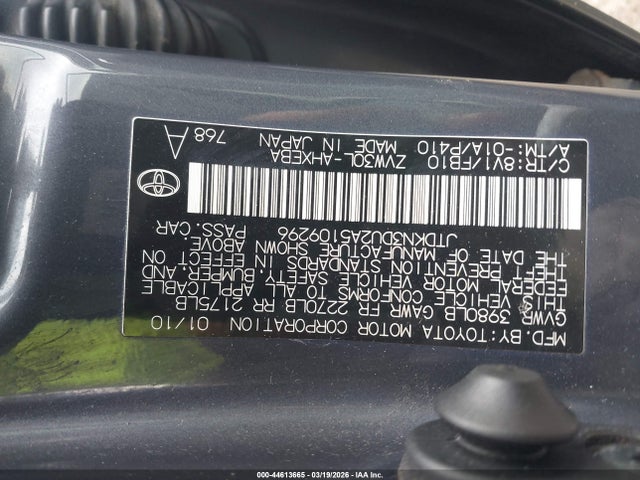 MFD. BY: TOYOTA MOTOR CORPORATION 01/10
GVWR 3980LB GAWR FR 2270LB RR 2175LB
THIS VEHICLE CONFORMS TO ALL APPLICABLE
FEDERAL MOTOR VEHICLE SAFETY, BUMPER, AND
THEFT PREVENTION STANDARDS IN EFFECT ON
THE DATE OF MANUFACTURE SHOWN ABOVE.
JTDKN3DU2A5109296 PASS. CAR
C/TR:8V1/FB10 ZVW30L-AHXEBA A 768
A/TM:-01A/P410 MADE IN JAPAN
000-44613665 - 03/19/2026 - IAA Inc.